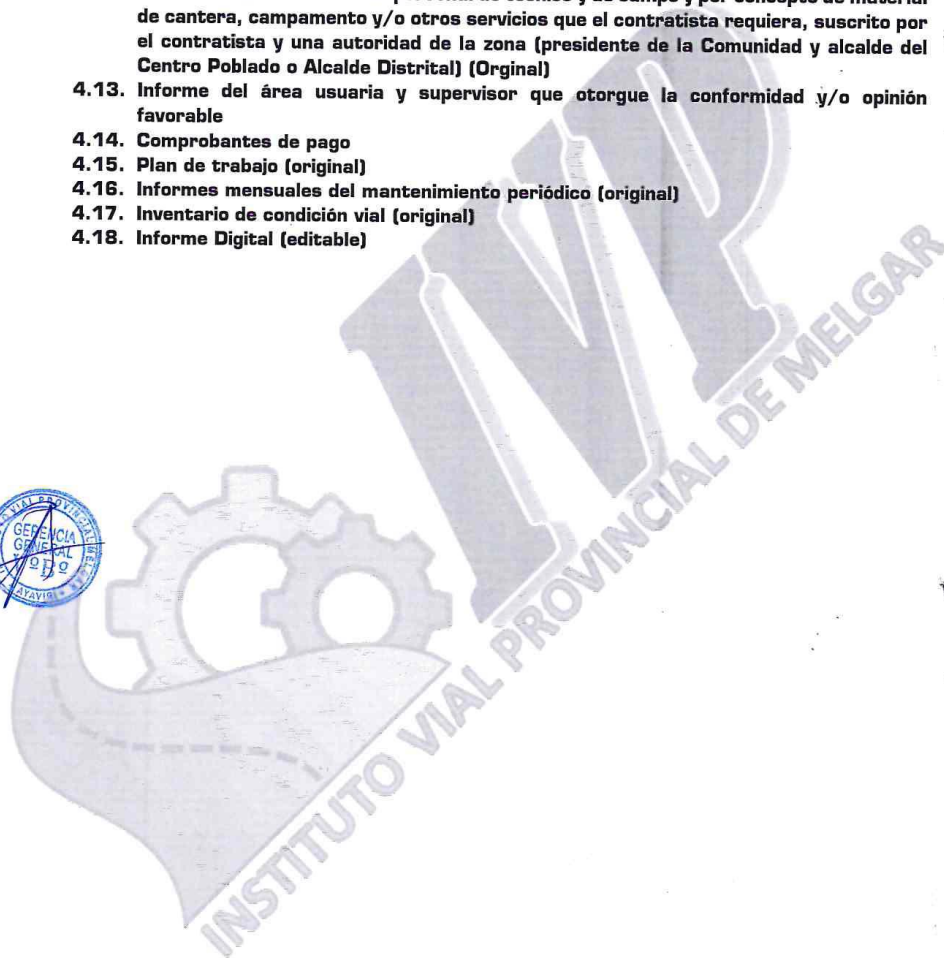 de cantera, campamento y/o otros servicios que el contratista requiera, suscrito por
el contratista y una autoridad de la zona (presidente de la Comunidad y alcalde del
Centro Poblado o Alcalde Distrital) (Orginal)
4.13. Informe del área usuaria y supervisor que otorgue la conformidad y/o opinión
favorable
4.14. Comprobantes de pago
4.15. Plan de trabajo (original)
4.16. Informes mensuales del mantenimiento periódico (original)
4.17. Inventario de condición vial (original)
4.18. Informe Digital (editable)
IVP
INSTITUTO VIAL PROVINCIAL DE MELGAR
GERENCIA
GENERAL